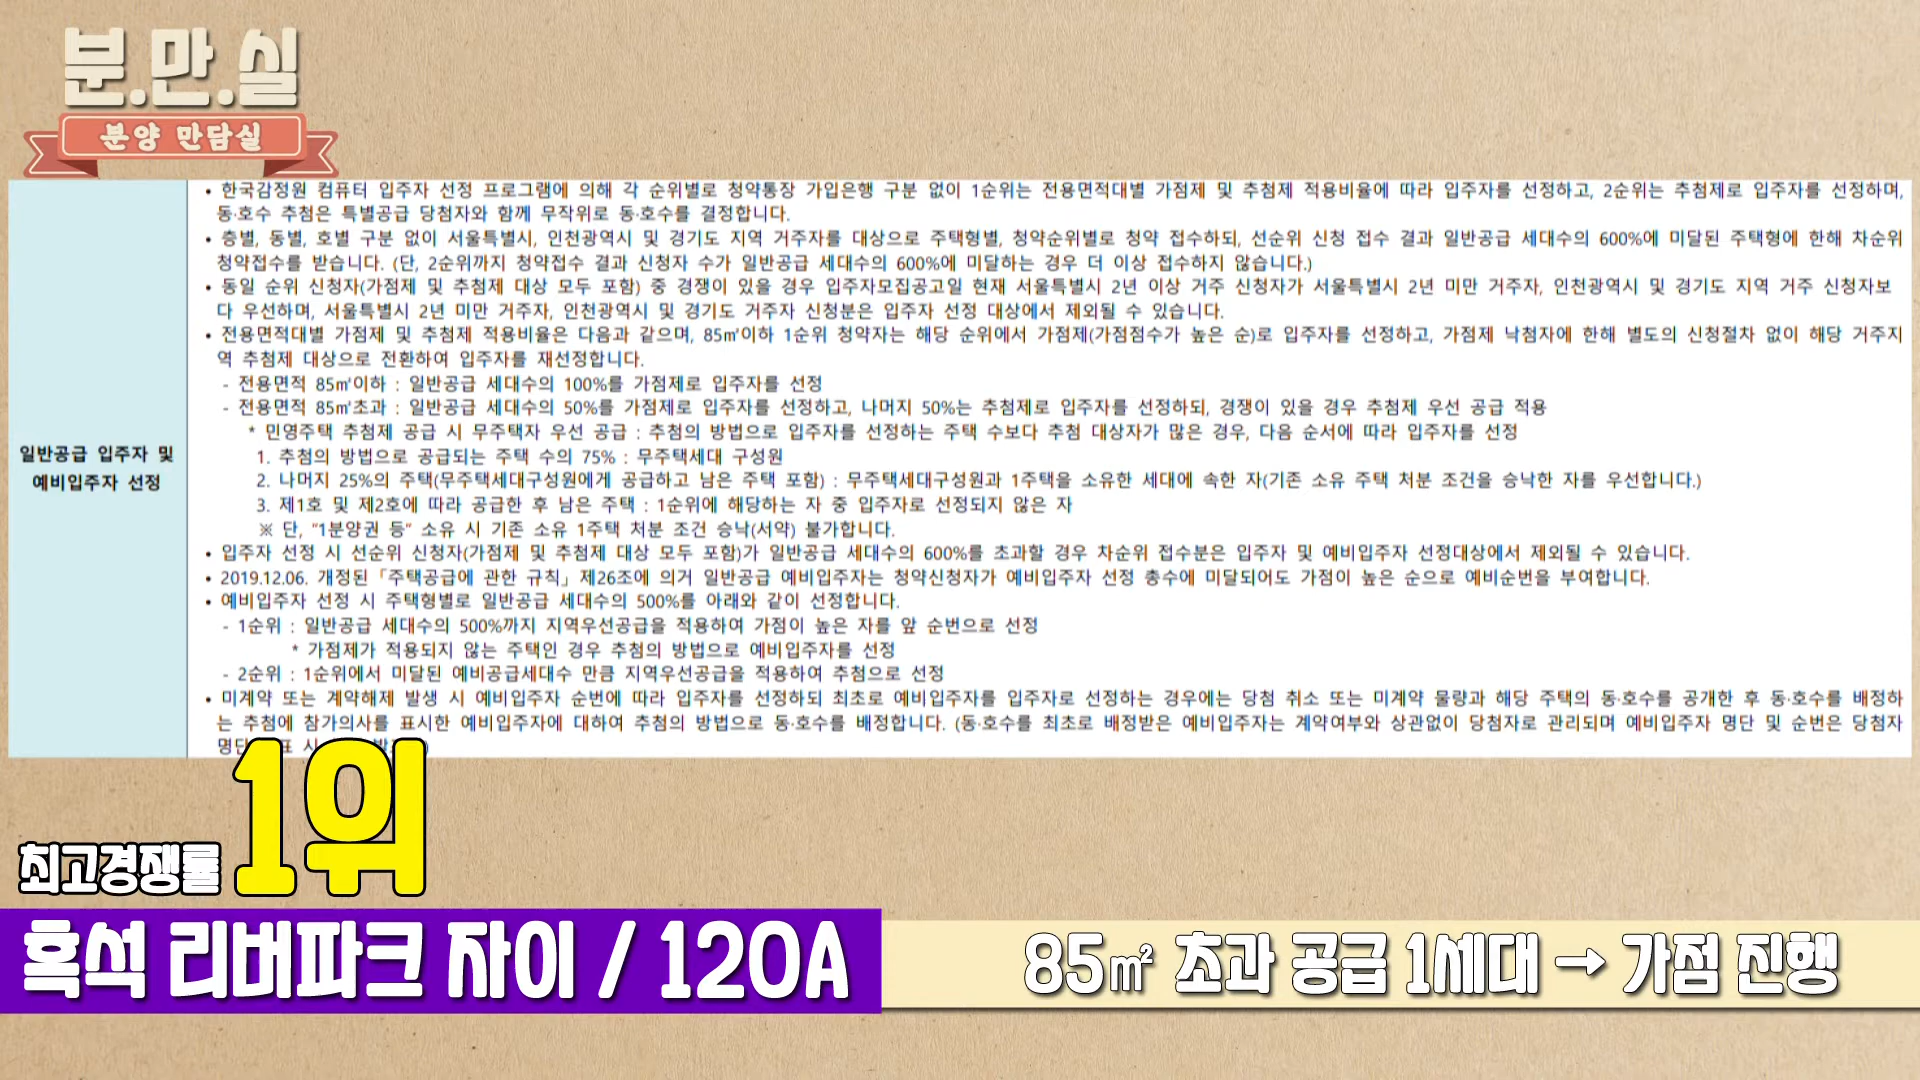 분.만.실
분양 만담실
일반공급 입주자 및
예비입주자 선정
• 한국감정원 컴퓨터 입주자 선정 프로그램에 의해 각 순위별로 청약통장 가입은행 구분 없이 1순위는 전용면적대별 가점제 및 추첨제 적용비율에 따라 입주자를 선정하고, 2순위는 추첨제로 입주자를 선정하며,
동·호수 추첨은 특별공급 당첨자와 함께 무작위로 동·호수를 결정합니다.
• 층별, 동별, 호별 구분 없이 서울특별시, 인천광역시 및 경기도 지역 거주자를 대상으로 주택형별, 청약순위별로 청약 접수하되, 선순위 신청 접수 결과 일반공급 세대수의 600%에 미달된 주택형에 한해 차순위
청약접수를 받습니다. (단, 2순위까지 청약접수 결과 신청자 수가 일반공급 세대수의 600%에 미달하는 경우 더 이상 접수하지 않습니다.)
• 동일 순위 신청자(가점제 및 추첨제 대상 모두 포함) 중 경쟁이 있을 경우 입주자모집공고일 현재 서울특별시 2년 이상 거주 신청자가 서울특별시 2년 미만 거주자, 인천광역시 및 경기도 지역 거주 신청자보
다 우선하며, 서울특별시 2년 미만 거주자, 인천광역시 및 경기도 거주자 신청분은 입주자 선정 대상에서 제외될 수 있습니다.
• 전용면적대별 가점제 및 추첨제 적용비율은 다음과 같으며, 85㎡이하 1순위 청약자는 해당 순위에서 가점제(가점점수가 높은 순)로 입주자를 선정하고, 가점제 낙첨자에 한해 별도의 신청절차 없이 해당 거주지
역 추첨제 대상으로 전환하여 입주자를 재선정합니다.
- 전용면적 85㎡이하 : 일반공급 세대수의 100%를 가점제로 입주자를 선정
- 전용면적 85㎡초과 : 일반공급 세대수의 50%를 가점제로 입주자를 선정하고, 나머지 50%는 추첨제로 입주자를 선정하되, 경쟁이 있을 경우 추첨제 우선 공급 적용
* 민영주택 추첨제 공급 시 무주택자 우선 공급 : 추첨의 방법으로 입주자를 선정하는 주택 수보다 추첨 대상자가 많은 경우, 다음 순서에 따라 입주자를 선정
1. 추첨의 방법으로 공급되는 주택 수의 75% : 무주택세대 구성원
2. 나머지 25%의 주택(무주택세대구성원에게 공급하고 남은 주택 포함) : 무주택세대구성원과 1주택을 소유한 세대에 속한 자(기존 소유 주택 처분 조건을 승낙한 자를 우선합니다.)
3. 제1호 및 제2호에 따라 공급한 후 남은 주택 : 1순위에 해당하는 자 중 입주자로 선정되지 않은 자
※ 단, "1분양권 등" 소유 시 기존 소유 1주택 처분 조건 승낙(서약) 불가합니다.
• 입주자 선정 시 선순위 신청자(가점제 및 추첨제 대상 모두 포함)가 일반공급 세대수의 600%를 초과할 경우 차순위 접수분은 입주자 및 예비입주자 선정대상에서 제외될 수 있습니다.
• 2019.12.06. 개정된「주택공급에 관한 규칙」제26조에 의거 일반공급 예비입주자는 청약신청자가 예비입주자 선정 총수에 미달되어도 가점이 높은 순으로 예비순번을 부여합니다.
• 예비입주자 선정 시 주택형별로 일반공급 세대수의 500%를 아래와 같이 선정합니다.
- 1순위 : 일반공급 세대수의 500%까지 지역우선공급을 적용하여 가점이 높은 자를 앞 순번으로 선정
* 가점제가 적용되지 않는 주택인 경우 추첨의 방법으로 예비입주자를 선정
- 2순위 : 1순위에서 미달된 예비공급세대수 만큼 지역우선공급을 적용하여 추첨으로 선정
• 미계약 또는 계약해제 발생 시 예비입주자 순번에 따라 입주자를 선정하되 최초로 예비입주자를 입주자로 선정하는 경우에는 당첨 취소 또는 미계약 물량과 해당 주택의 동·호수를 공개한 후 동·호수를 배정하
는 추첨에 참가의사를 표시한 예비입주자에 대하여 추첨의 방법으로 동·호수를 배정합니다. (동·호수를 최초로 배정받은 예비입주자는 계약여부와 상관없이 당첨자로 관리되며 예비입주자 명단 및 순번은 당첨자
최고경쟁률 1위
흑석 리버파크 자이 / 120A
85㎡ 초과 공급 1세대 → 가점 진행